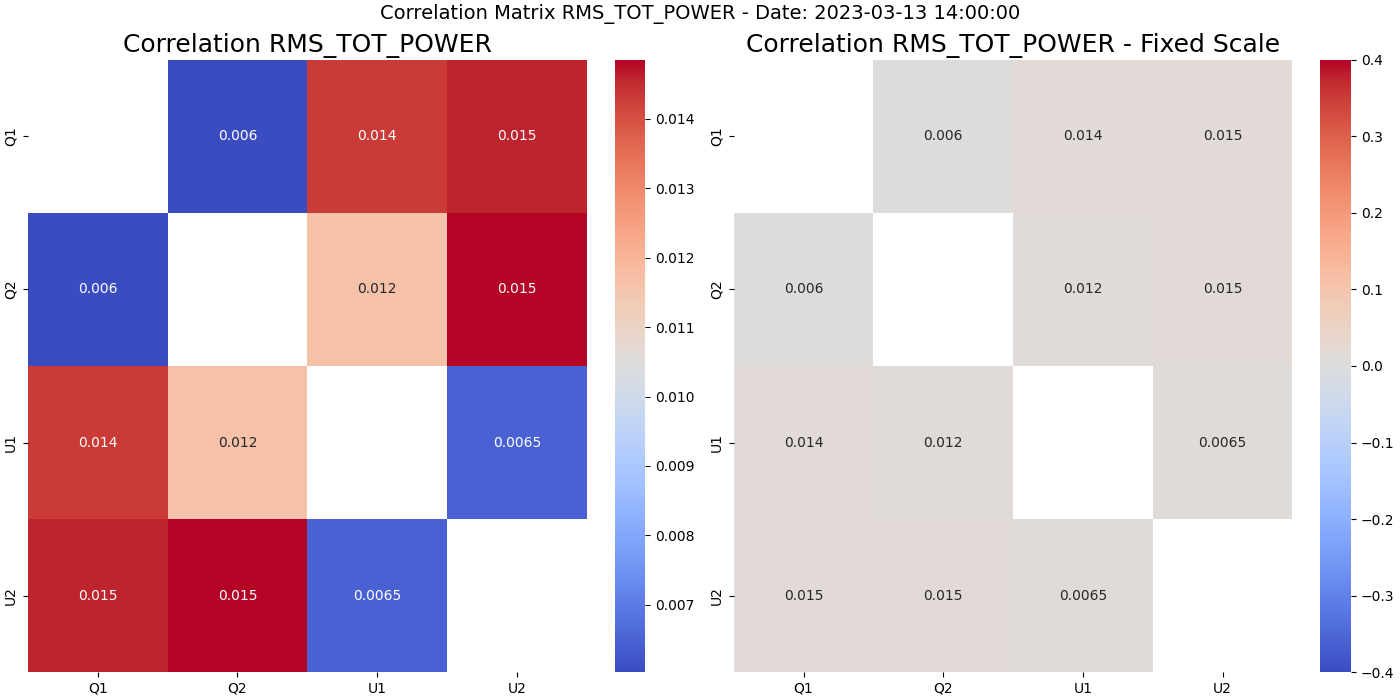 Correlation Matrix RMS_TOT_POWER - Date: 2023-03-13 14:00:00
Correlation RMS_TOT_POWER
Q1
0.006
0.014
0.015
Q2
0.006
0.012
0.015
U1
0.014
0.012
0.0065
U2
0.015
0.015
0.0065
Q1
Q2
U1
U2
0.014
0.013
0.012
0.011
0.010
0.009
0.008
0.007
Correlation RMS_TOT_POWER - Fixed Scale
Q1
0.006
0.014
0.015
Q2
0.006
0.012
0.015
U1
0.014
0.012
0.0065
U2
0.015
0.015
0.0065
Q1
Q2
U1
U2
0.4
0.3
0.2
0.1
0.0
−0.1
−0.2
−0.3
−0.4